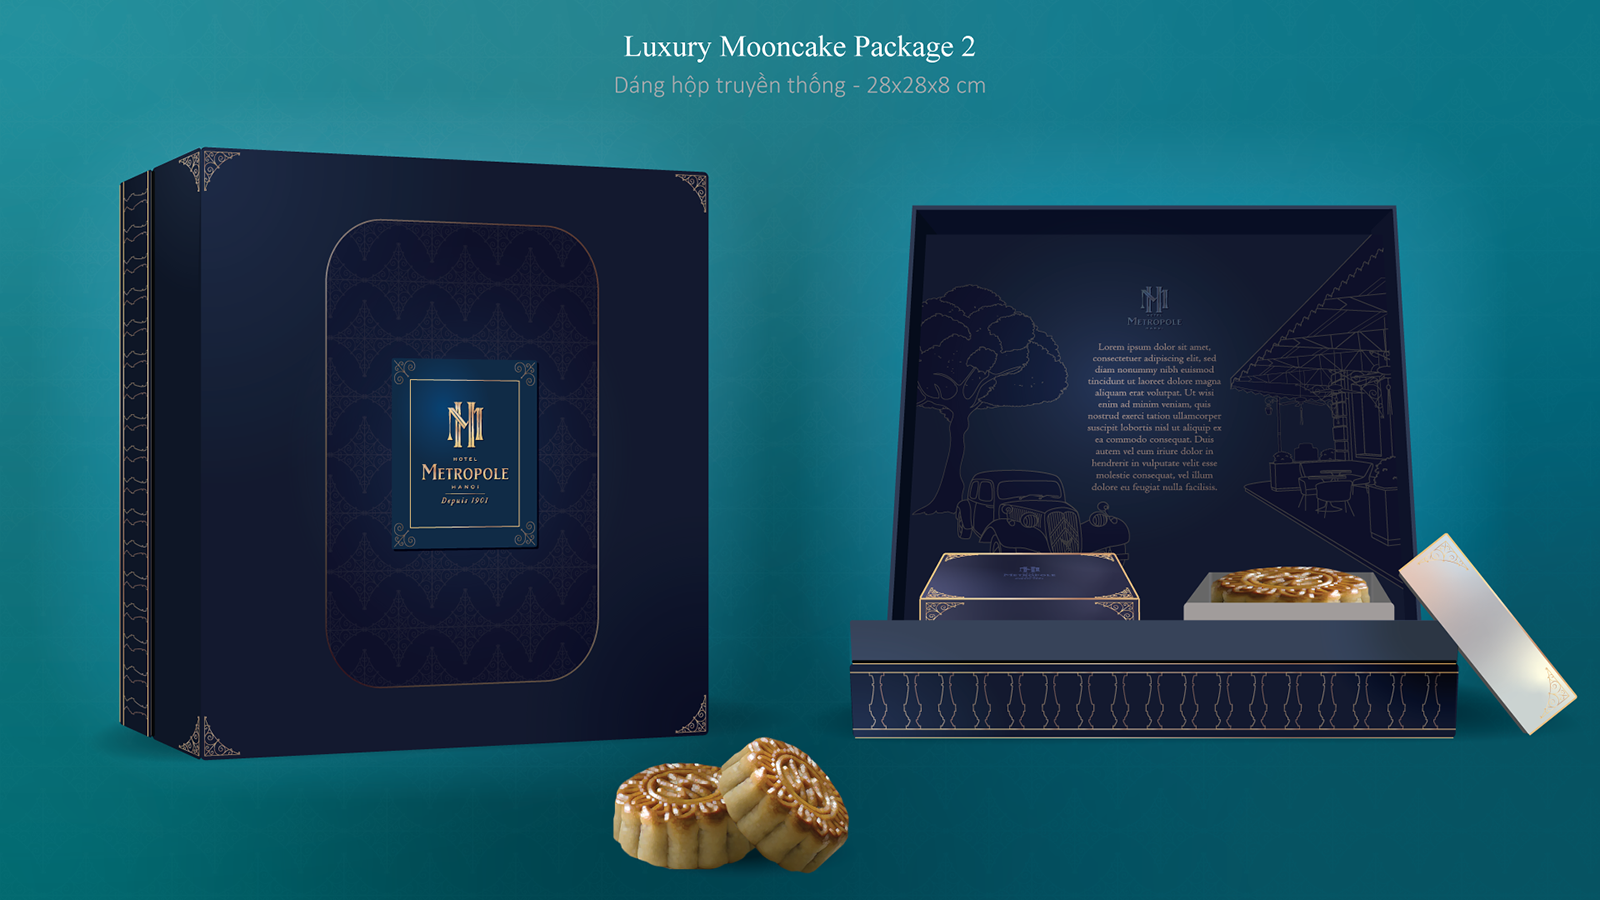 Luxury Mooncake Package 2
Dáng hộp truyền thống - 28x28x8 cm
HOTEL
METROPOLE
HANOI
Depuis 1901
HOTEL
METROPOLE
HANOI
Lorem ipsum dolor sit amet,
consectetuer adipiscing elit, sed
diam nonummy nibh euismod
tincidunt ut laoreet dolore magna
aliquam erat volutpat. Ut wisi
enim ad minim veniam, quis
nostrud exerci tation ullamcorper
suscipit lobortis nisl ut aliquip ex
ea commodo consequat. Duis
autem vel eum iriure dolor in
hendrerit in vulputate velit esse
molestie consequat, vel illum
dolore eu feugiat nulla facilisis.
METROPOLE